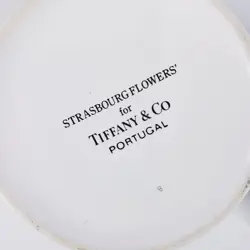 STRASBOURG FLOWERS'
for
TIFFANY & CO
PORTUGAL